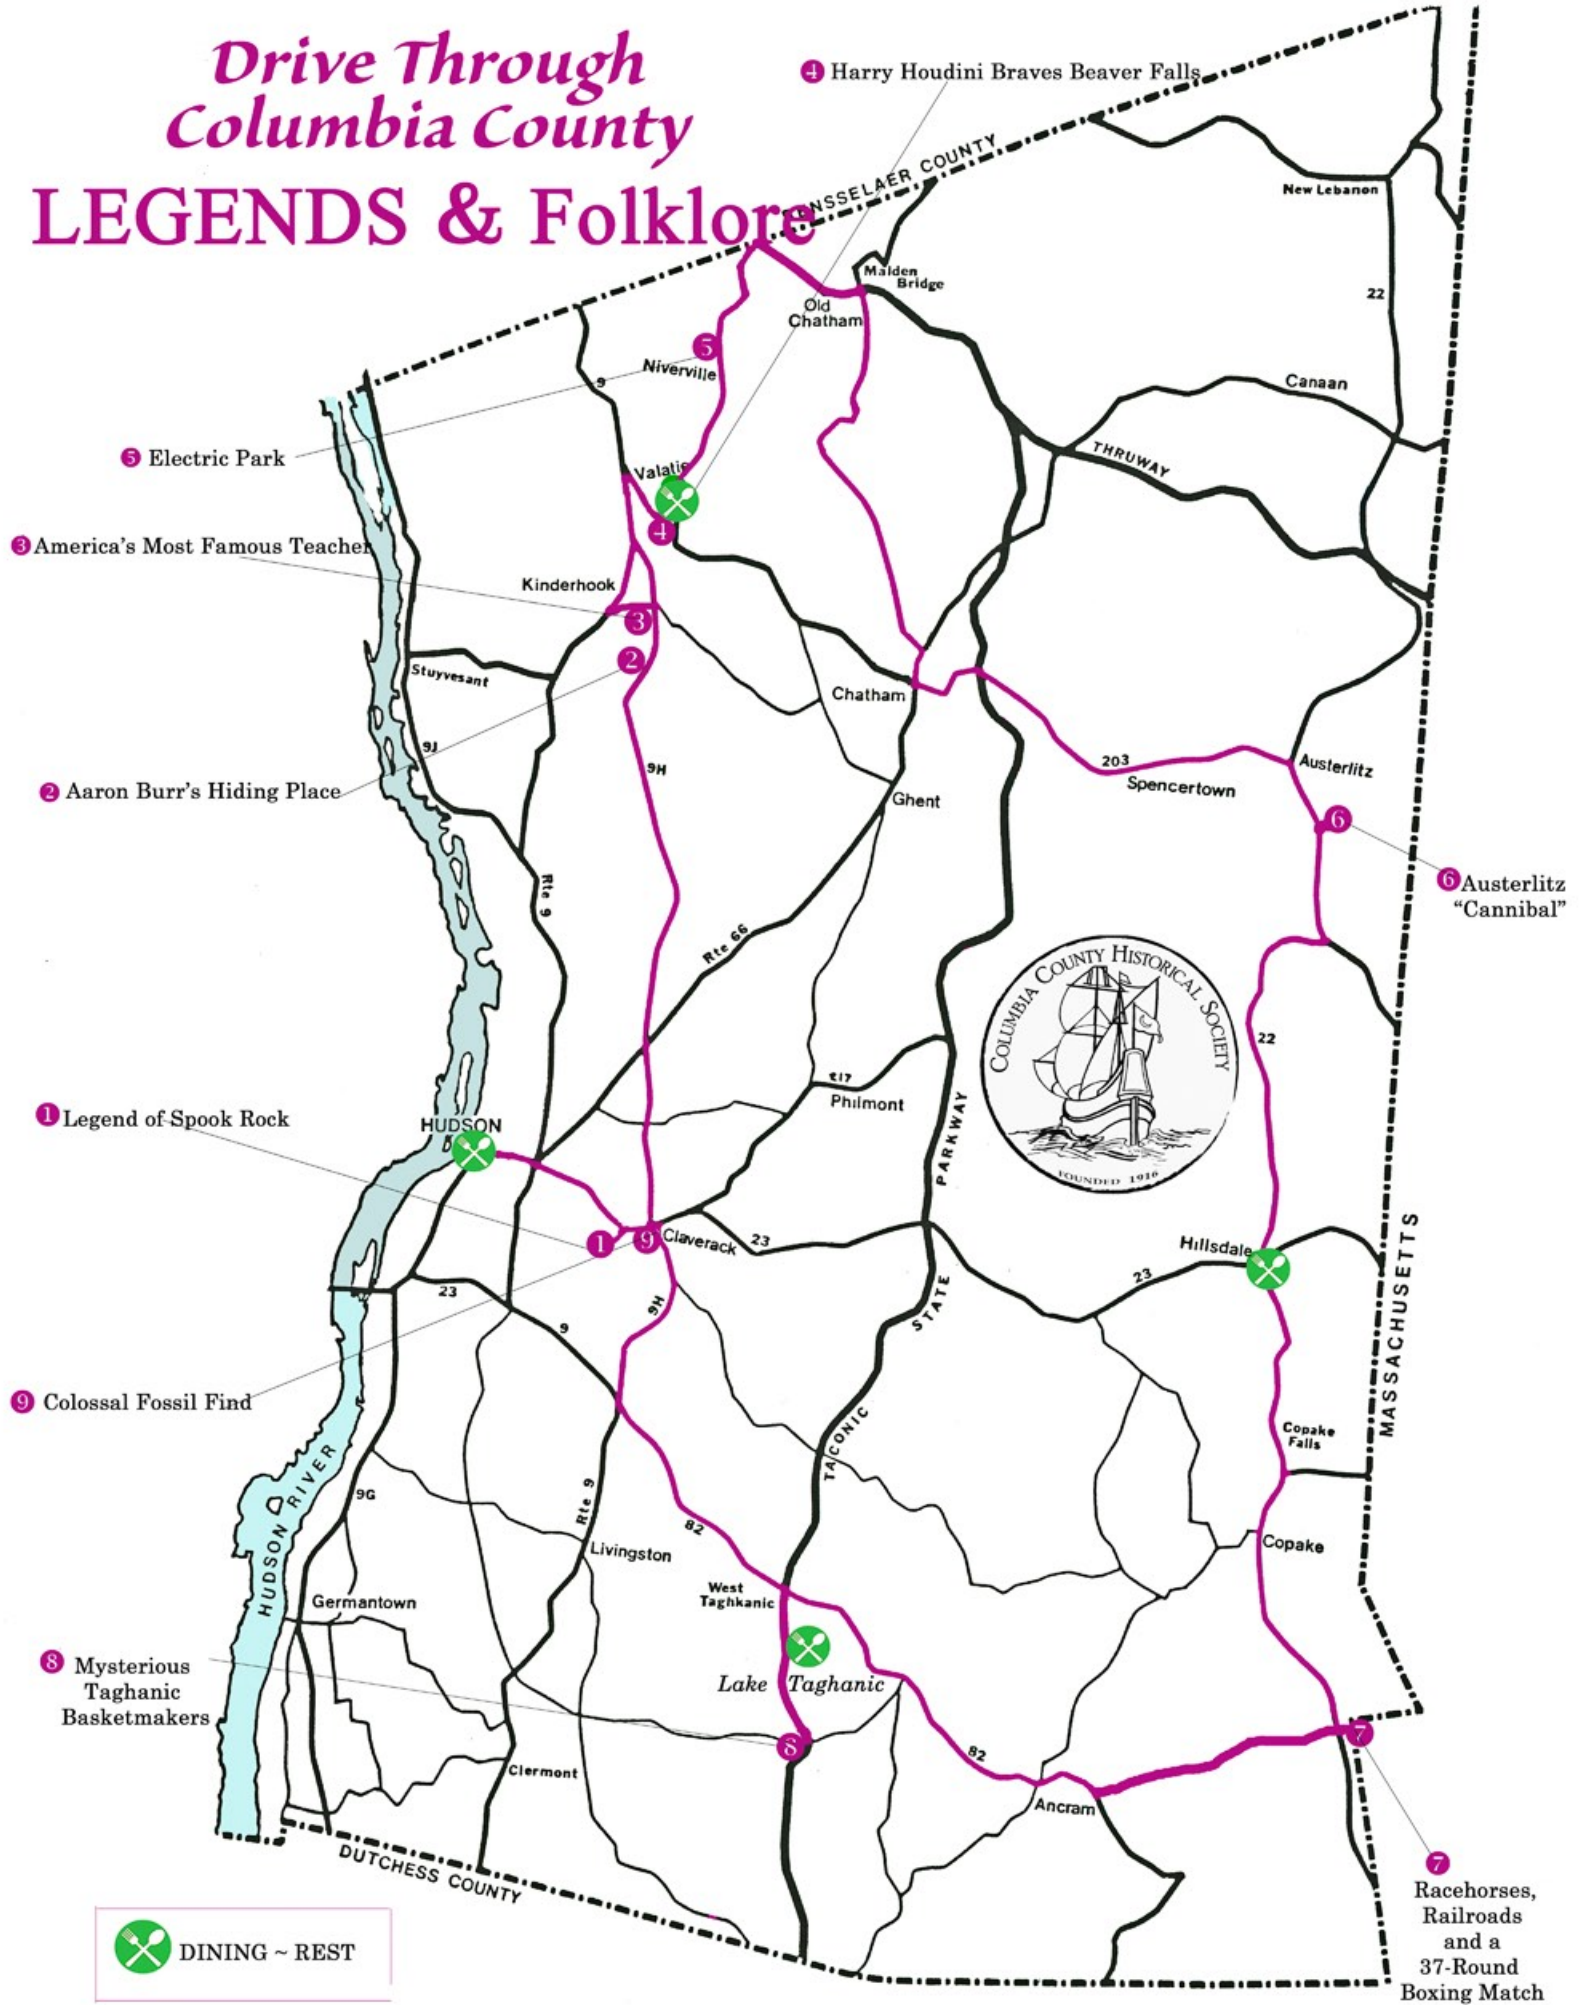 Drive Through
Columbia County
LEGENDS & Folklore
4 Harry Houdini Braves Beaver Falls
COUNTY
New Lebanon
Malden
Bridge
22
Old
Chatham
5
Niverville
9
Canaan
THRUWAY
5 Electric Park
Valatie
4
3 America's Most Famous Teacher
Kinderhook
3
2
Stuyvesant
Chatham
9J
9H
203
Spencertown
Austerlitz
2 Aaron Burr's Hiding Place
Ghent
6
6 Austerlitz
"Cannibal"
Rte 9
Rte 66
COLUMBIA COUNTY HISTORICAL SOCIETY
FOUNDED 1916
22
217
Philmont
1 Legend of Spook Rock
HUDSON
PARKWAY
1
9
Claverack
23
Hillsdale
23
23
9H
9
STATE
MASSACHUSETTS
9 Colossal Fossil Find
TACONIC
Copake
Falls
HUDSON RIVER
9G
Rte 9
82
Livingston
Copake
West
Taghkanic
Germantown
8 Mysterious
Taghanic
Basketmakers
Lake Taghanic
8
7
82
Clermont
Ancram
DUTCHESS COUNTY
7
Racehorses,
Railroads
and a
37-Round
Boxing Match
DINING ~ REST